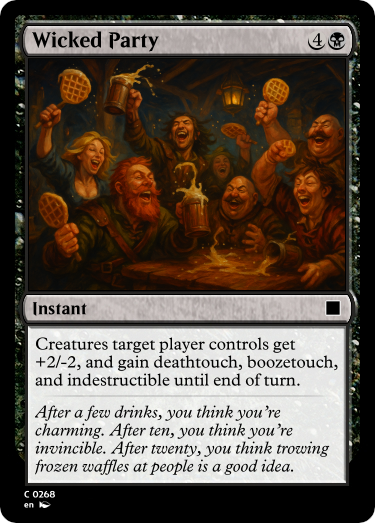 Wicked Party 4
Instant
Creatures target player controls get
+2/-2, and gain deathtouch, boozetouch,
and indestructible until end of turn.
After a few drinks, you think you're
charming. After ten, you think you're
invincible. After twenty, you think trowing
frozen waffles at people is a good idea.
C 0268
en